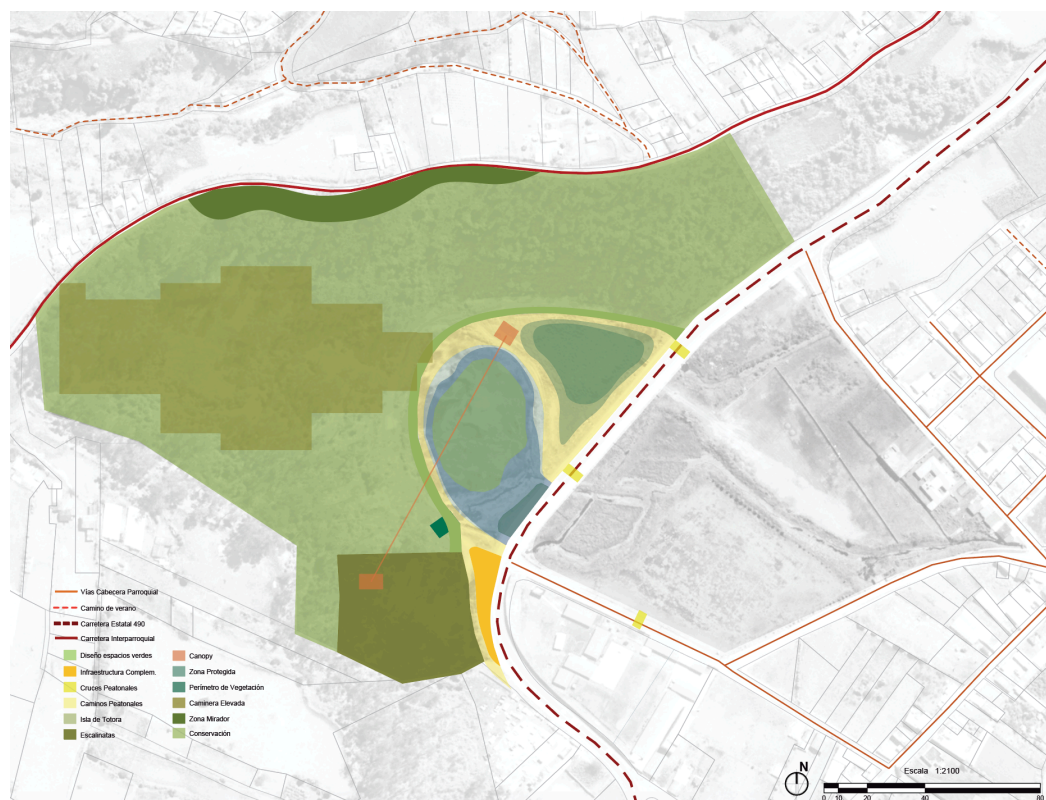 Vías Cabecera Parroquial
Camino de verano
Carretera Estatal 490
Carretera Interparroquial
Diseño espacios verdes
Infraestructura Complem.
Cruces Peatonales
Caminos Peatonales
Isla de Totora
Escalinatas
Canopy
Zona Protegida
Perímetro de Vegetación
Caminera Elevada
Zona Mirador
Conservación
N
Escala 1:2100
0 10 20 40 80